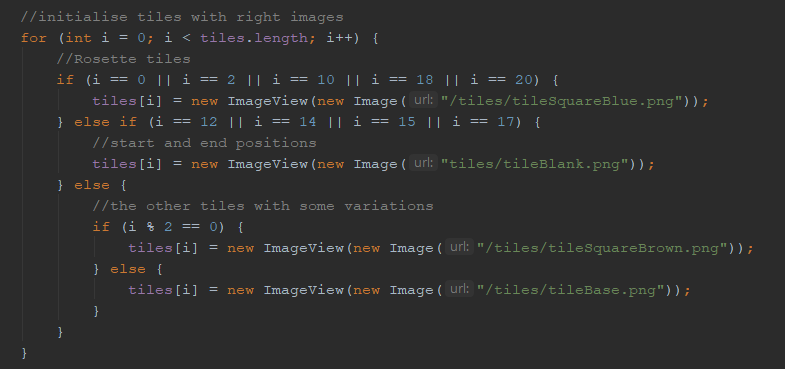 //initialise tiles with right images
for (int i = 0; i < tiles.length; i++) {
    //Rosette tiles
    if (i == 0 || i == 2 || i == 10 || i == 18 || i == 20) {
        tiles[i] = new ImageView(new Image( url: "/tiles/tileSquareBlue.png"));
    } else if (i == 12 || i == 14 || i == 15 || i == 17) {
        //start and end positions
        tiles[i] = new ImageView(new Image( url: "tiles/tileBlank.png"));
    } else {
        //the other tiles with some variations
        if (i % 2 == 0) {
            tiles[i] = new ImageView(new Image( url: "/tiles/tileSquareBrown.png"));
        } else {
            tiles[i] = new ImageView(new Image( url: "/tiles/tileBase.png"));
        }
    }
}